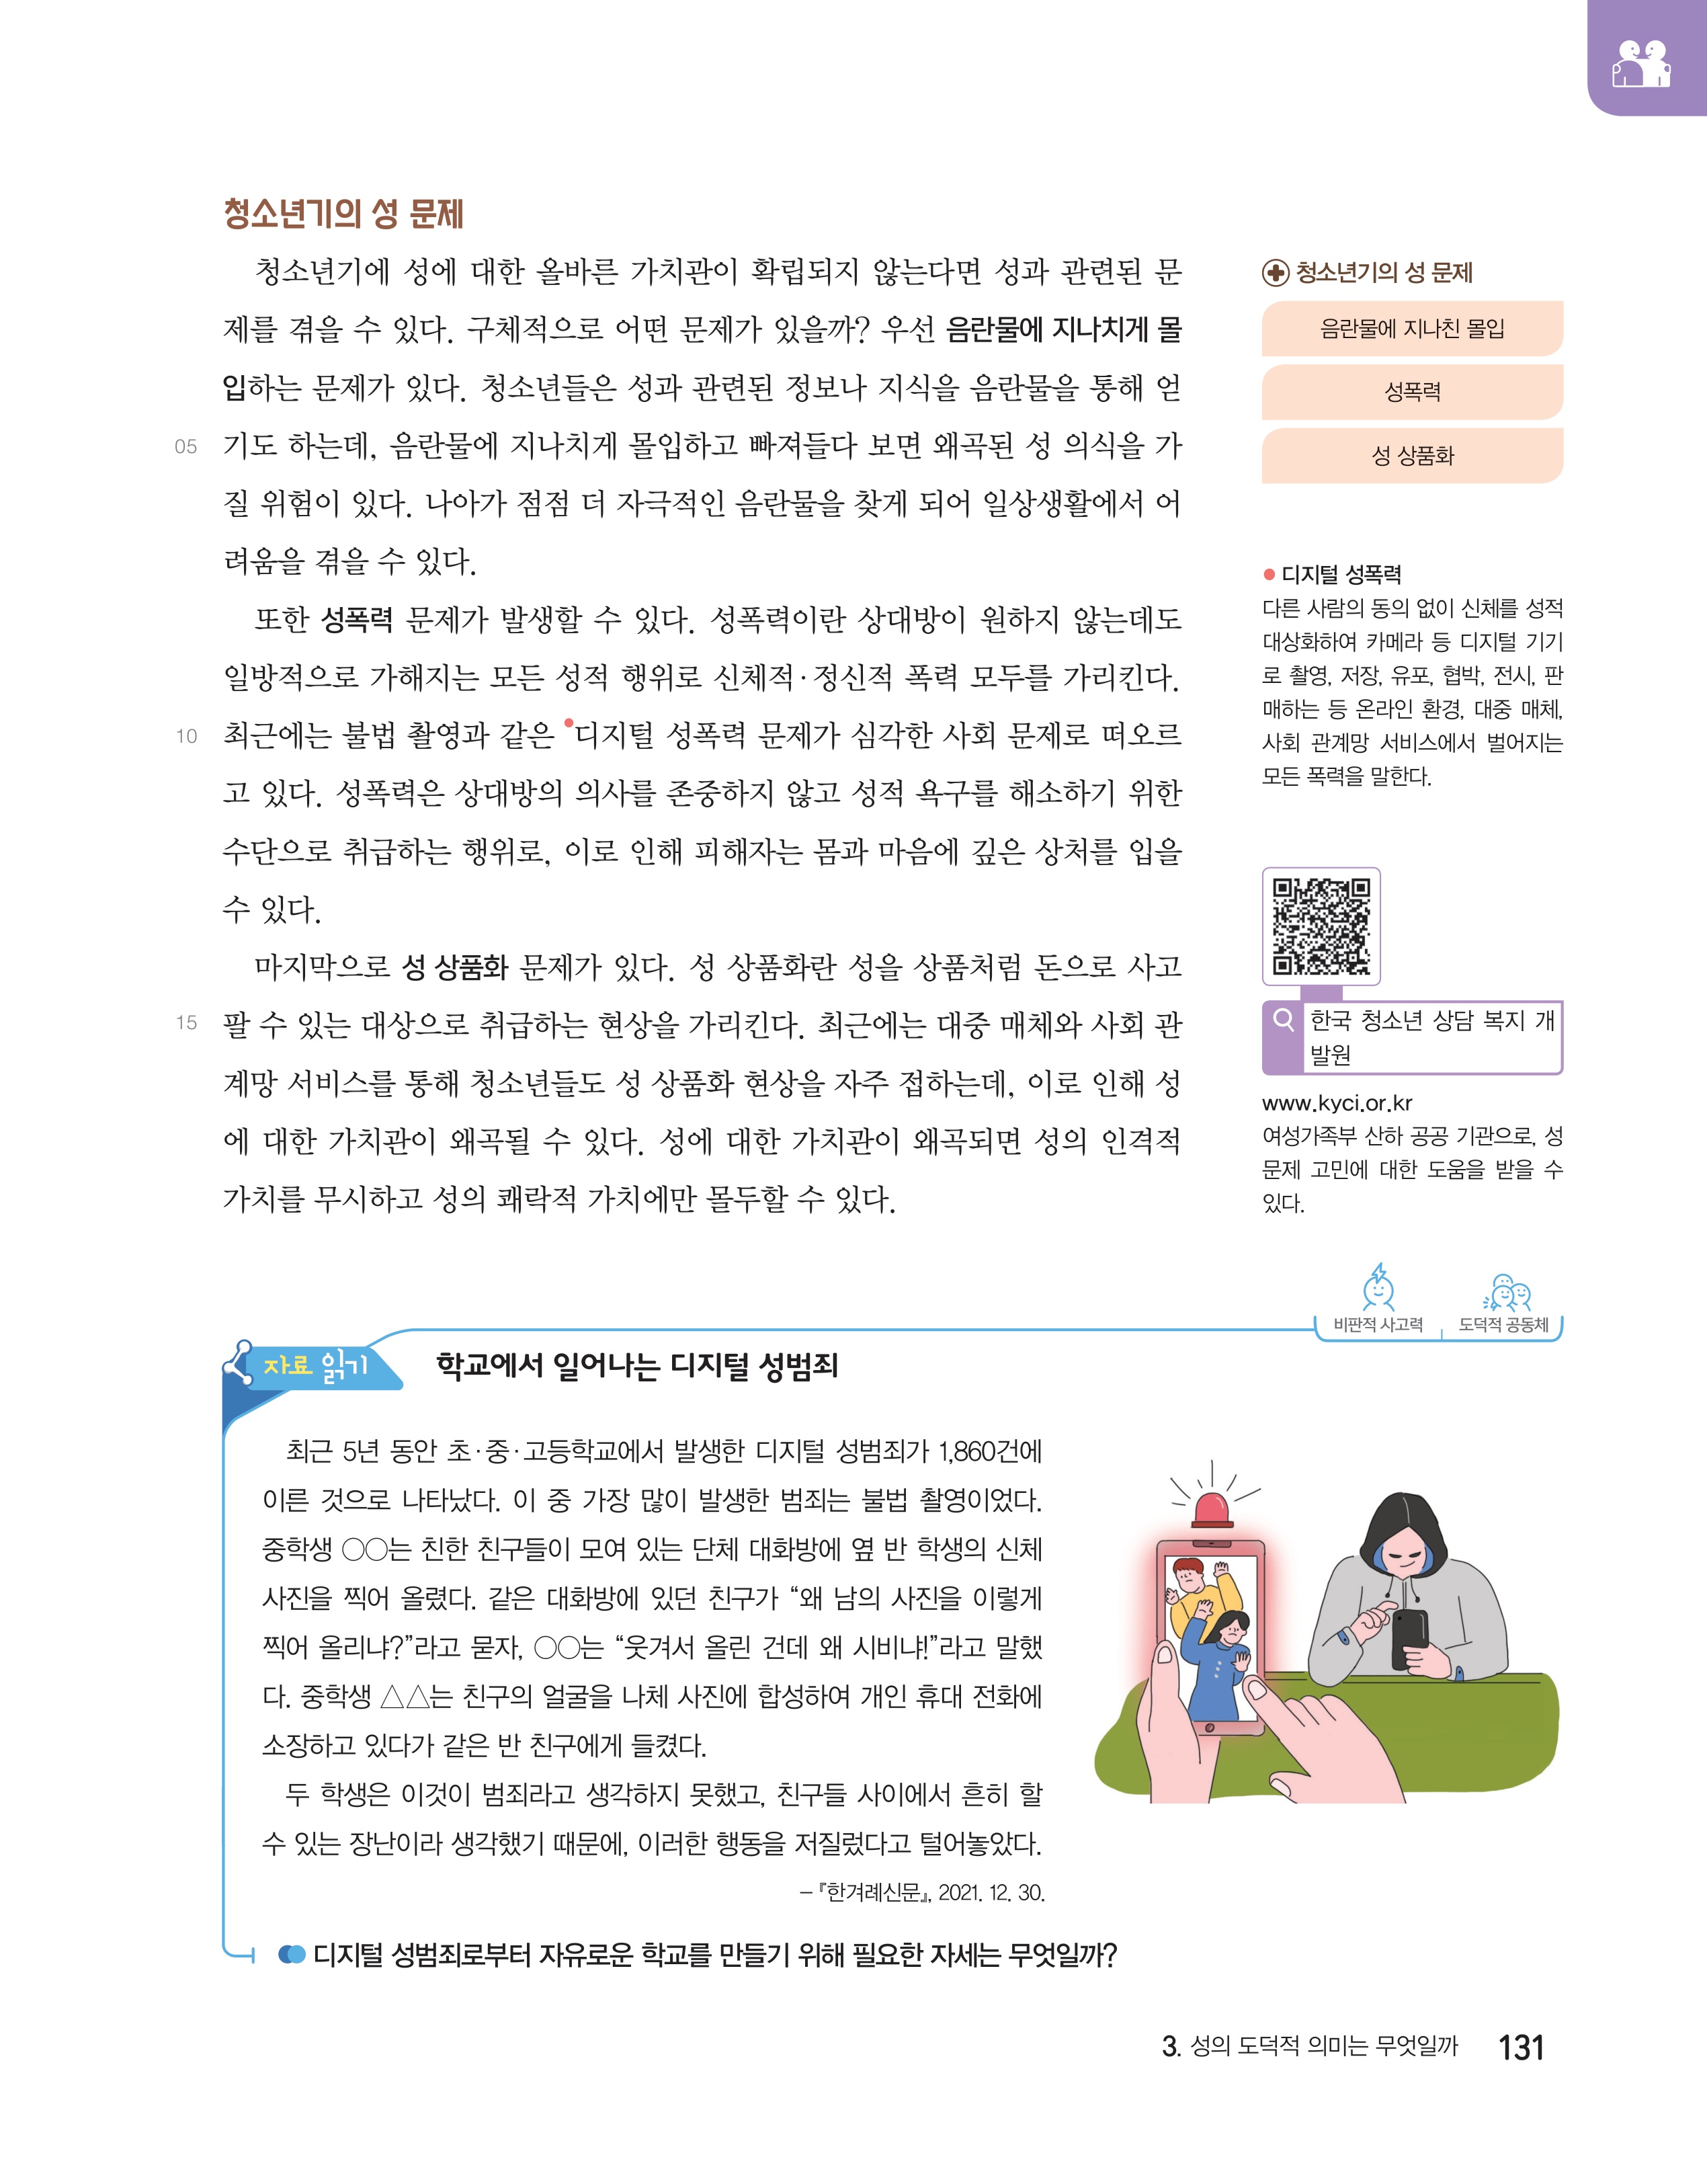 청소년기의 성 문제
청소년기에 성에 대한 올바른 가치관이 확립되지 않는다면 성과 관련된 문
제를 겪을 수 있다. 구체적으로 어떤 문제가 있을까? 우선 음란물에 지나치게 몰
입하는 문제가 있다. 청소년들은 성과 관련된 정보나 지식을 음란물을 통해 얻
05 기도 하는데, 음란물에 지나치게 몰입하고 빠져들다 보면 왜곡된 성 의식을 가
질 위험이 있다. 나아가 점점 더 자극적인 음란물을 찾게 되어 일상생활에서 어
려움을 겪을 수 있다.
또한 성폭력 문제가 발생할 수 있다. 성폭력이란 상대방이 원하지 않는데도
일방적으로 가해지는 모든 성적 행위로 신체적·정신적 폭력 모두를 가리킨다.
10 최근에는 불법 촬영과 같은 •디지털 성폭력 문제가 심각한 사회 문제로 떠오르
고 있다. 성폭력은 상대방의 의사를 존중하지 않고 성적 욕구를 해소하기 위한
수단으로 취급하는 행위로, 이로 인해 피해자는 몸과 마음에 깊은 상처를 입을
수 있다.
마지막으로 성 상품화 문제가 있다. 성 상품화란 성을 상품처럼 돈으로 사고
15 팔 수 있는 대상으로 취급하는 현상을 가리킨다. 최근에는 대중 매체와 사회 관
계망 서비스를 통해 청소년들도 성 상품화 현상을 자주 접하는데, 이로 인해 성
에 대한 가치관이 왜곡될 수 있다. 성에 대한 가치관이 왜곡되면 성의 인격적
가치를 무시하고 성의 쾌락적 가치에만 몰두할 수 있다.
청소년기의 성 문제
음란물에 지나친 몰입
성폭력
성 상품화
• 디지털 성폭력
다른 사람의 동의 없이 신체를 성적
대상화하여 카메라 등 디지털 기기
로 촬영, 저장, 유포, 협박, 전시, 판
매하는 등 온라인 환경, 대중 매체,
사회 관계망 서비스에서 벌어지는
모든 폭력을 말한다.
한국 청소년 상담 복지 개
발원
www.kyci.or.kr
여성가족부 산하 공공 기관으로, 성
문제 고민에 대한 도움을 받을 수
있다.
비판적 사고력 도덕적 공동체
자료 읽기 학교에서 일어나는 디지털 성범죄
최근 5년 동안 초·중·고등학교에서 발생한 디지털 성범죄가 1,860건에
이른 것으로 나타났다. 이 중 가장 많이 발생한 범죄는 불법 촬영이었다.
중학생 ○○는 친한 친구들이 모여 있는 단체 대화방에 옆 반 학생의 신체
사진을 찍어 올렸다. 같은 대화방에 있던 친구가 “왜 남의 사진을 이렇게
찍어 올리냐?”라고 묻자, ○○는 “웃겨서 올린 건데 왜 시비냐!”라고 말했
다. 중학생 △△는 친구의 얼굴을 나체 사진에 합성하여 개인 휴대 전화에
소장하고 있다가 같은 반 친구에게 들켰다.
두 학생은 이것이 범죄라고 생각하지 못했고, 친구들 사이에서 흔히 할
수 있는 장난이라 생각했기 때문에, 이러한 행동을 저질렀다고 털어놓았다.
– 『한겨레신문』, 2021. 12. 30.
디지털 성범죄로부터 자유로운 학교를 만들기 위해 필요한 자세는 무엇일까?
3. 성의 도덕적 의미는 무엇일까 131